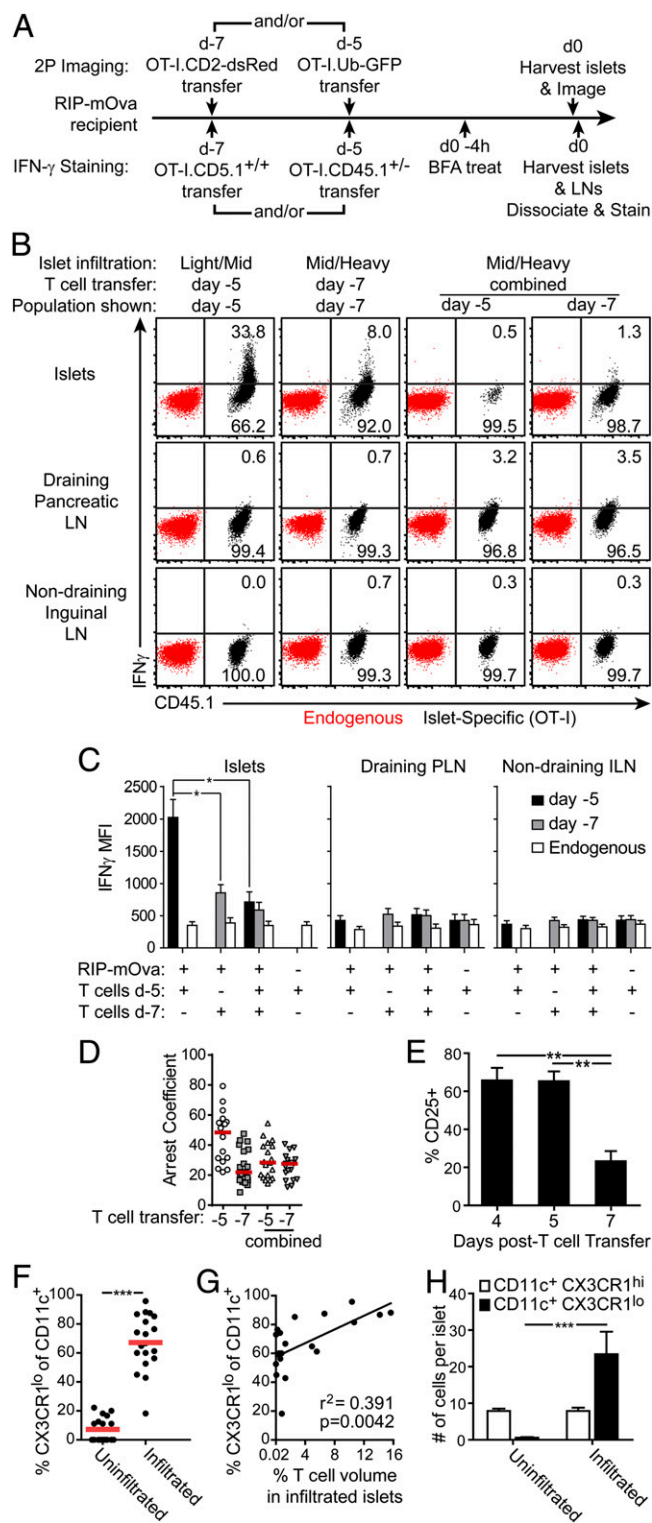 A
and/or
d-7
d-5
d0
2P Imaging:
OT-I.CD2-dsRed
OT-I.Ub-GFP
Harvest islets
transfer
transfer
& Image
RIP-mOva
recipient
d-7
d-5
d0 -4h
d0
IFN-γ Staining:
OT-I.CD5.1+/+
OT-I.CD45.1+/-
BFA treat
Harvest islets
transfer
transfer
& LNs
and/or
Dissociate & Stain
B
Islet infiltration: Light/Mid Mid/Heavy Mid/Heavy
T cell transfer: day -5 day -7 combined
Population shown: day -5 day -7 day -5 day -7
33.8 8.0 0.5 1.3
Islets
66.2 92.0 99.5 98.7
0.6 0.7 3.2 3.5
Draining
Pancreatic
LN
99.4 99.3 96.8 96.5
0.0 0.7 0.3 0.3
Non-draining
Inguinal
LN
100.0 99.3 99.7 99.7
IFNγ
CD45.1
Endogenous Islet-Specific (OT-I)
C
Islets Draining PLN Non-draining ILN
2500
2000
1500
1000
500
0
IFNγ MFI
* *
day -5
day -7
Endogenous
RIP-mOva: + + + - + + + - + + + -
T cells d-5: + - + + + - + + + - + +
T cells d-7: - + + - - + + - - + + -
D
Arrest Coefficient
100
80
60
40
20
0
T cell transfer: -5 -7 -5 -7
combined
E
% CD25+
80
60
40
20
0
** **
4 5 7
Days post-T cell Transfer
F
% CX3CR1lo of CD11c+
100
80
60
40
20
0
***
Uninfiltrated
Infiltrated
G
% CX3CR1lo of CD11c+
100
80
60
40
20
0
r2= 0.391
p=0.0042
0.02 4 8 12 16
% T cell volume
in infiltrated islets
H
CD11c+ CX3CR1hi
CD11c+ CX3CR1lo
# of cells per islet
40
30
20
10
0
***
Uninfiltrated
Infiltrated